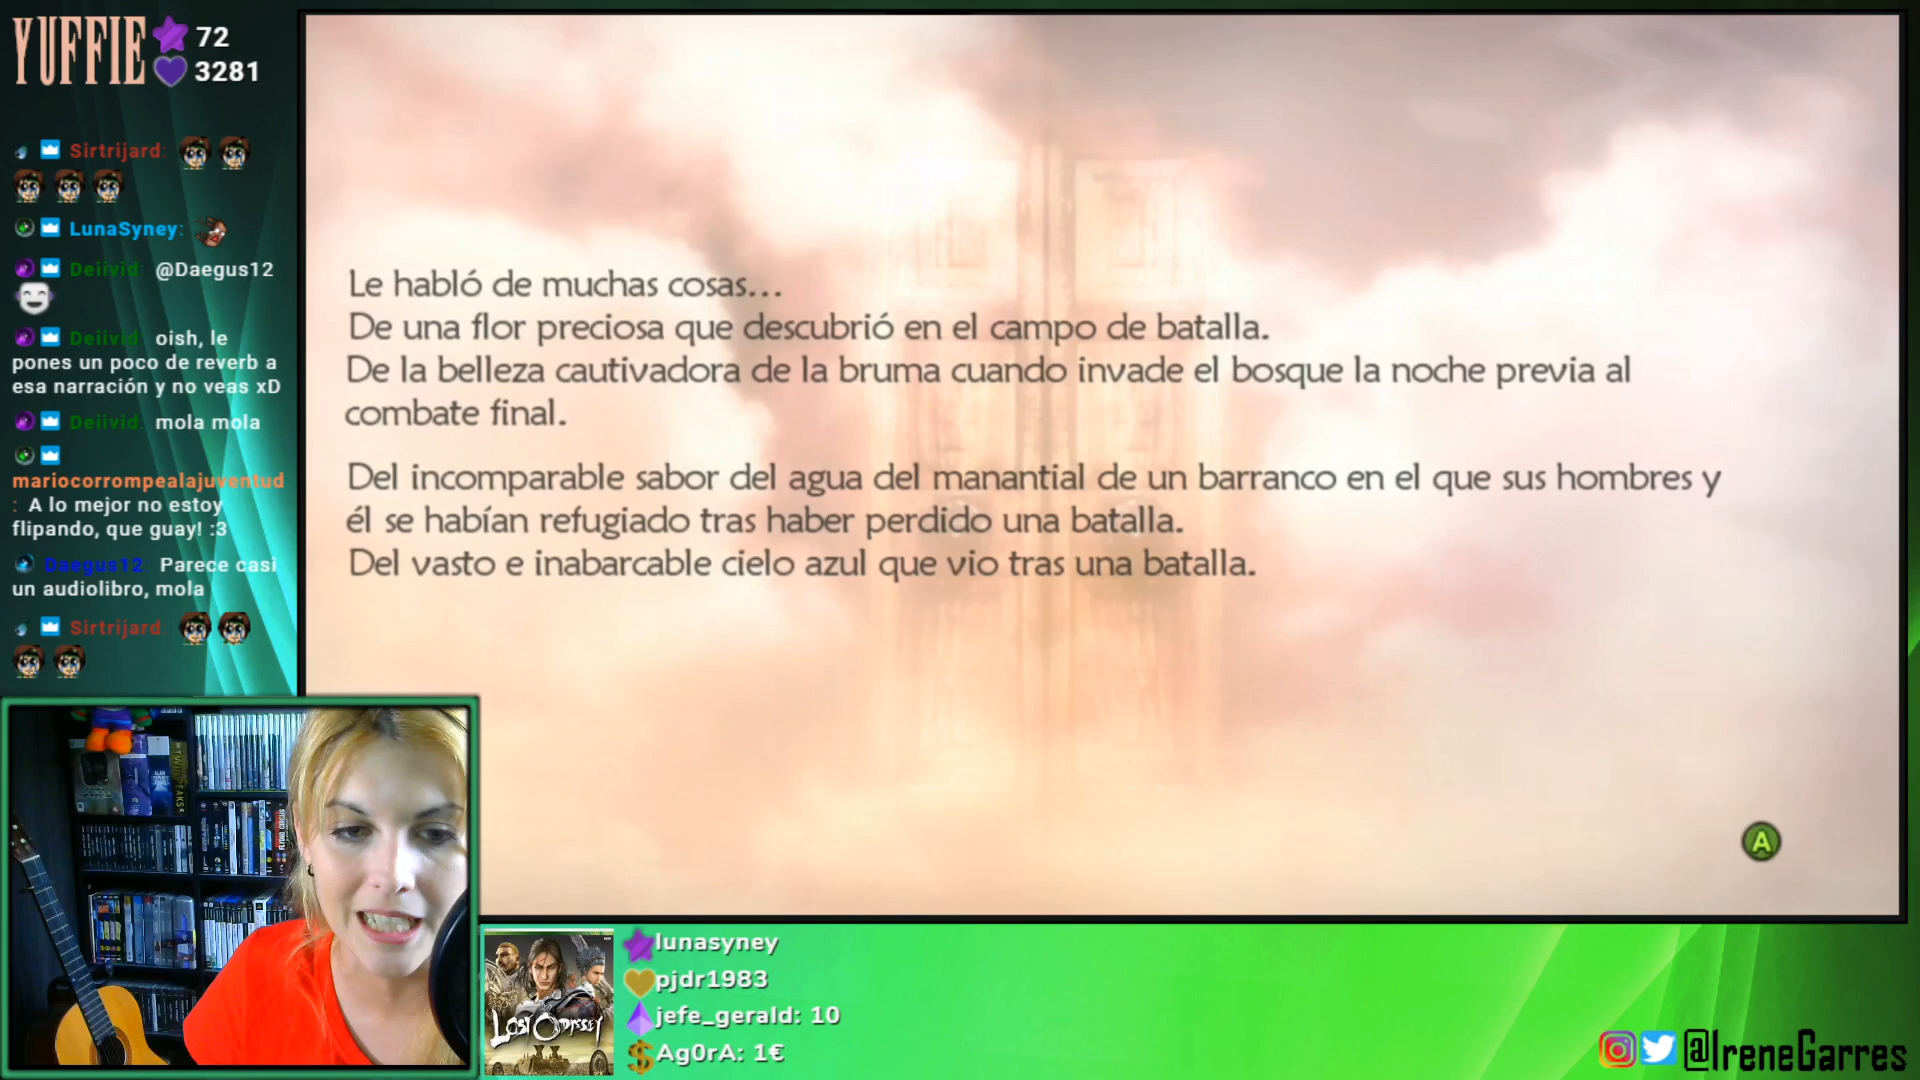 YUFFIE
72
3281
Sirtrijard:
LunaSyney:
Deiivid: @Daegus12
Deiivid: oish, le
pones un poco de reverb a
esa narración y no veas xD
Deiivid: mola mola
mariocorrompealajuventud
: A lo mejor no estoy
flipando, que guay! :3
Daegus12: Parece casi
un audiolibro, mola
Sirtrijard:
Le habló de muchas cosas...
De una flor preciosa que descubrió en el campo de batalla.
De la belleza cautivadora de la bruma cuando invade el bosque la noche previa al
combate final.
Del incomparable sabor del agua del manantial de un barranco en el que sus hombres y
él se habían refugiado tras haber perdido una batalla.
Del vasto e inabarcable cielo azul que vio tras una batalla.
A
TWIN PEAKS
LOST ODYSSEY
lunasyney
pjdr1983
jefe_gerald: 10
Ag0rA: 1€
@IreneGarres